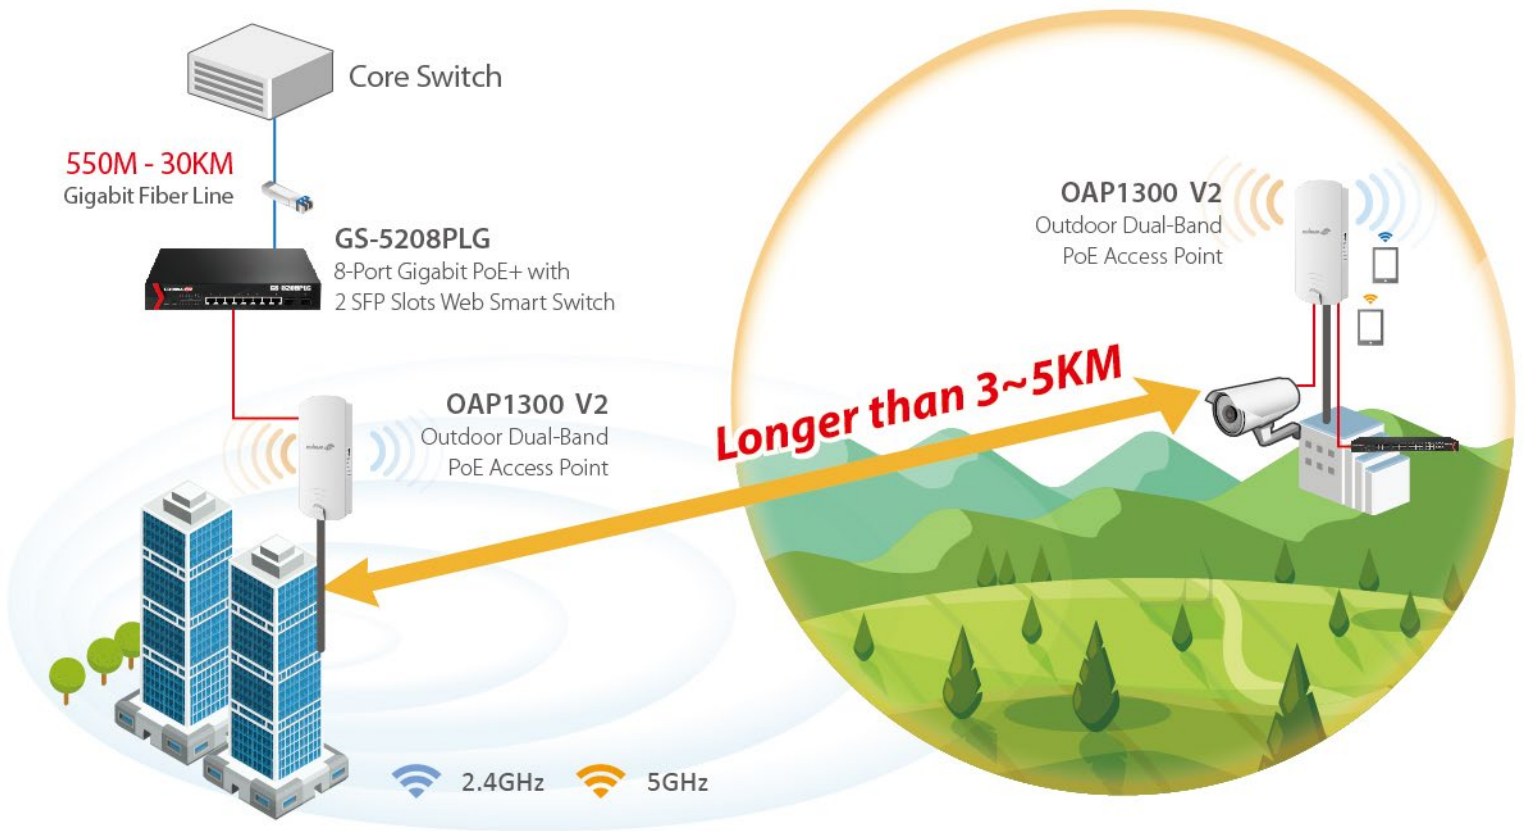 Core Switch
550M - 30KM
Gigabit Fiber Line
GS-5208PLG
8-Port Gigabit PoE+ with
2 SFP Slots Web Smart Switch
GS-5208PLG
OAP1300 V2
Outdoor Dual-Band
PoE Access Point
Longer than 3~5KM
OAP1300 V2
Outdoor Dual-Band
PoE Access Point
2.4GHz
5GHz